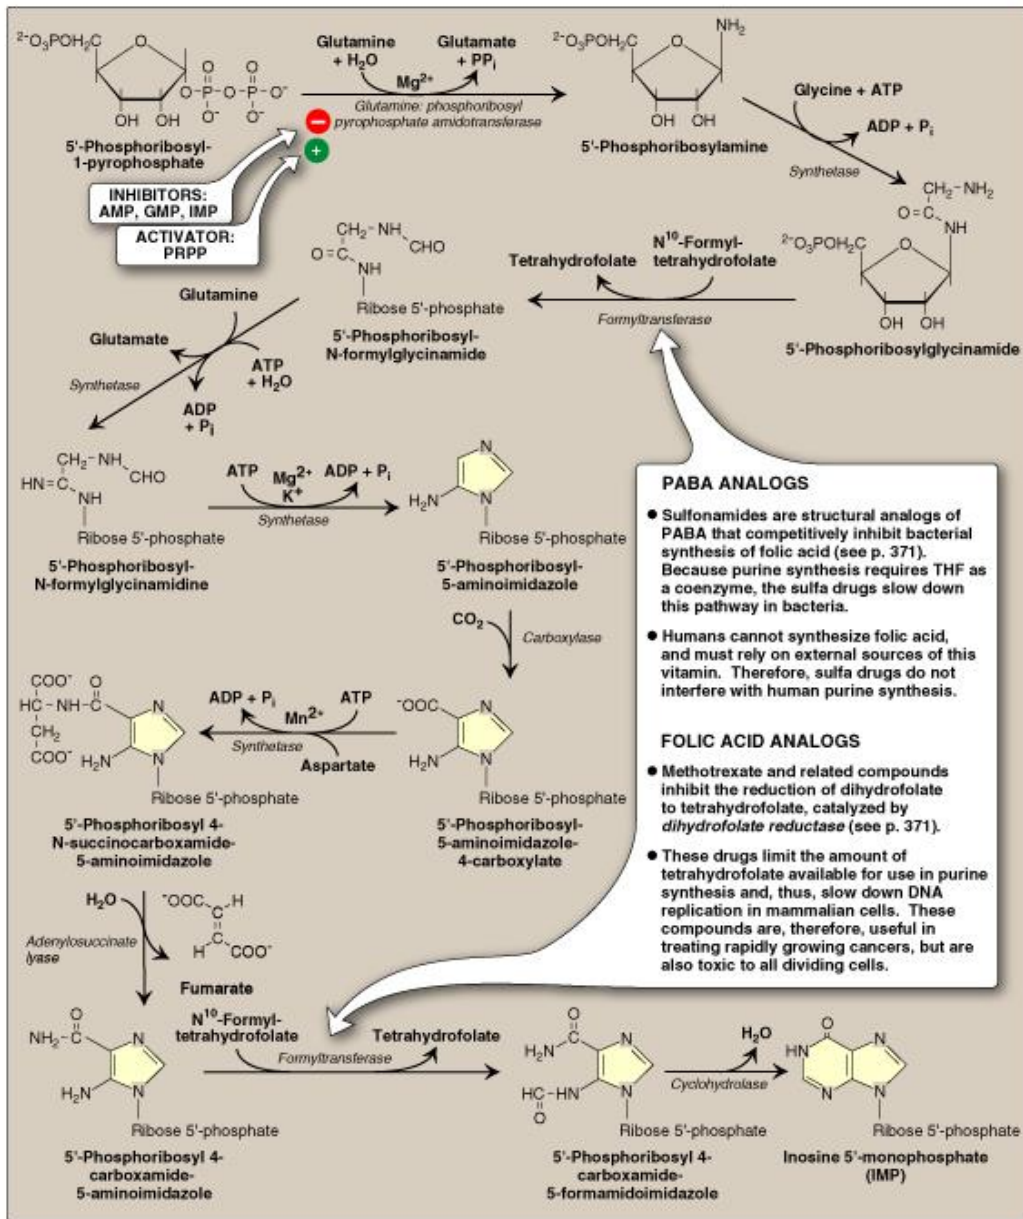 ²⁻O₃POH₂C
O
O O
O-P-O-P-O⁻
O⁻ O⁻
OH OH
5'-Phosphoribosyl-
1-pyrophosphate
Glutamine
+ H₂O
Glutamate
+ PPᵢ
Mg²⁺
Glutamine: phosphoribosyl
pyrophosphate amidotransferase
−
+
INHIBITORS:
AMP, GMP, IMP
ACTIVATOR:
PRPP
²⁻O₃POH₂C
O
NH₂
OH OH
5'-Phosphoribosylamine
Glycine + ATP
ADP + Pᵢ
Synthetase
CH₂-NH₂
O=C
NH
²⁻O₃POH₂C
O
OH OH
5'-Phosphoribosylglycinamide
N¹⁰-Formyl-
tetrahydrofolate
Tetrahydrofolate
Formyltransferase
CH₂-NH
CHO
O=C
NH
Ribose 5'-phosphate
5'-Phosphoribosyl-
N-formylglycinamide
Glutamine
Glutamate
ATP
+ H₂O
Synthetase
ADP
+ Pᵢ
CH₂-NH
CHO
HN=C
NH
Ribose 5'-phosphate
5'-Phosphoribosyl-
N-formylglycinamidine
ATP
Mg²⁺
K⁺
ADP + Pᵢ
Synthetase
N
H₂N
N
Ribose 5'-phosphate
5'-Phosphoribosyl-
5-aminoimidazole
CO₂
Carboxylase
⁻OOC
N
H₂N
N
Ribose 5'-phosphate
5'-Phosphoribosyl-
5-aminoimidazole-
4-carboxylate
ADP + Pᵢ
Mn²⁺
ATP
Synthetase
Aspartate
COO⁻
O
HC-NH-C
CH₂
COO⁻
N
H₂N
N
Ribose 5'-phosphate
5'-Phosphoribosyl 4-
N-succinocarboxamide-
5-aminoimidazole
H₂O
Adenylosuccinate
lyase
⁻OOC H
H COO⁻
Fumarate
O
NH₂-C
N
H₂N
N
Ribose 5'-phosphate
5'-Phosphoribosyl 4-
carboxamide-
5-aminoimidazole
N¹⁰-Formyl-
tetrahydrofolate
Tetrahydrofolate
Formyltransferase
O
C
H₂N
N
HC-HN
O
N
Ribose 5'-phosphate
5'-Phosphoribosyl 4-
carboxamide-
5-formamidoimidazole
H₂O
Cyclohydrolase
O
HN
N
N
N
Ribose 5'-phosphate
Inosine 5'-monophosphate
(IMP)
PABA ANALOGS
● Sulfonamides are structural analogs of
PABA that competitively inhibit bacterial
synthesis of folic acid (see p. 371).
Because purine synthesis requires THF as
a coenzyme, the sulfa drugs slow down
this pathway in bacteria.
● Humans cannot synthesize folic acid,
and must rely on external sources of this
vitamin. Therefore, sulfa drugs do not
interfere with human purine synthesis.
FOLIC ACID ANALOGS
● Methotrexate and related compounds
inhibit the reduction of dihydrofolate
to tetrahydrofolate, catalyzed by
dihydrofolate reductase (see p. 371).
● These drugs limit the amount of
tetrahydrofolate available for use in purine
synthesis and, thus, slow down DNA
replication in mammalian cells. These
compounds are, therefore, useful in
treating rapidly growing cancers, but are
also toxic to all dividing cells.